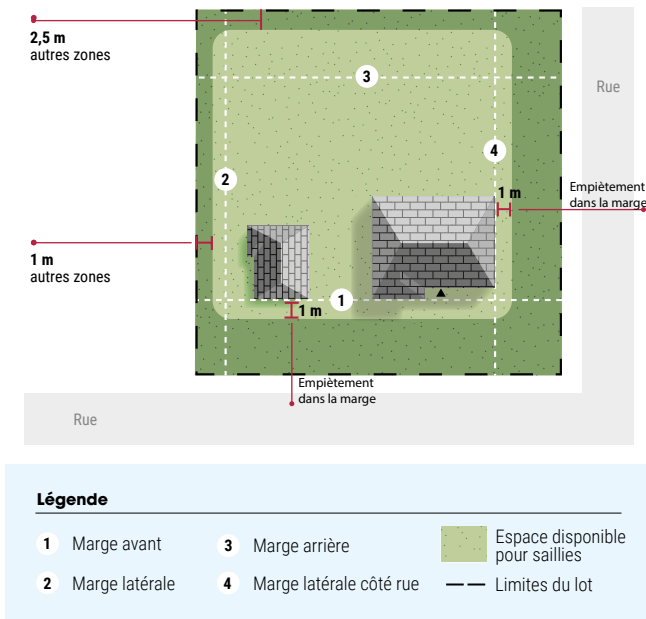 2,5 m
autres zones
3
Rue
4
2
1 m
Empiètement
dans la marge
1 m
autres zones
1
1 m
Empiètement
dans la marge
Rue
Légende
1 Marge avant
3 Marge arrière
Espace disponible
pour saillies
2 Marge latérale
4 Marge latérale côté rue
Limites du lot